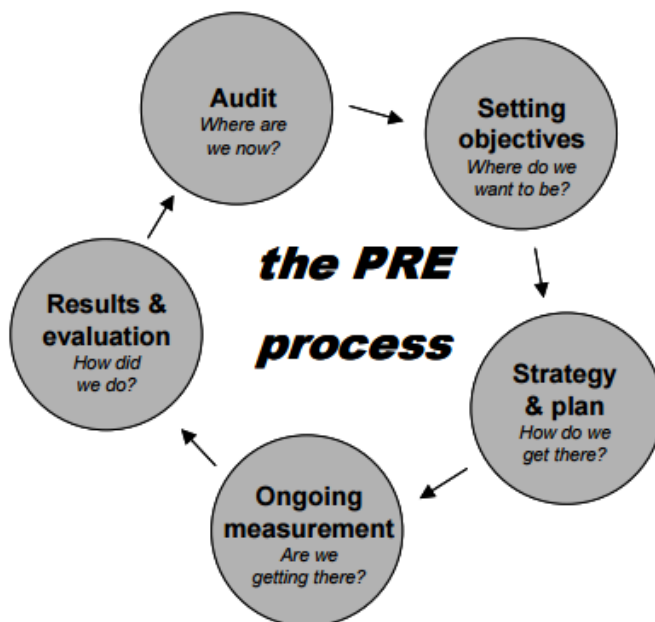 Audit
Where are
we now?
Setting
objectives
Where do we
want to be?
the PRE
process
Results &
evaluation
How did
we do?
Strategy
& plan
How do we
get there?
Ongoing
measurement
Are we
getting there?